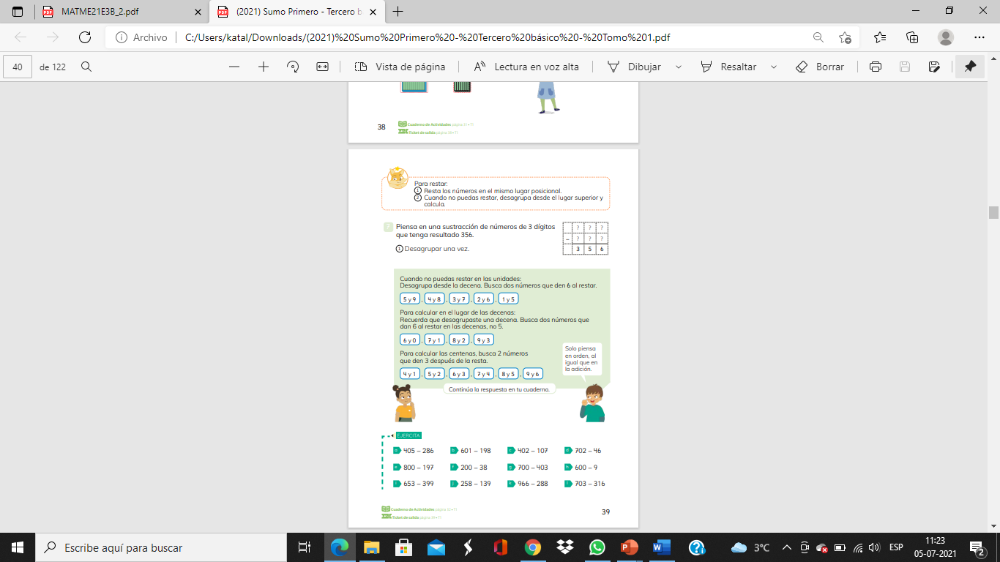 MATME21E3B_2.pdf
(2021) Sumo Primero - Tercero b
Archivo
C:/Users/katal/Downloads/(2021)%20Sumo%20Primero%20-%20Tercero%20básico%20-%20Tomo%201.pdf
40 de 122
Vista de página
Lectura en voz alta
Dibujar
Resaltar
Borrar
38
Cuaderno de Actividades página 31 • T1
Ticket de salida página 38 • T1
Para restar:
1 Resta los números en el mismo lugar posicional.
2 Cuando no puedas restar, desagrupa desde el lugar superior y
calcula.
7 Piensa en una sustracción de números de 3 dígitos
que tenga resultado 356.
1 Desagrupar una vez.
? ? ?
– ? ? ?
3 5 6
Cuando no puedas restar en las unidades:
Desagrupa desde la decena. Busca dos números que den 6 al restar.
5 y 9 , 4 y 8 , 3 y 7 , 2 y 6 , 1 y 5
Para calcular en el lugar de las decenas:
Recuerda que desagrupaste una decena. Busca dos números que
dan 6 al restar en las decenas, no 5.
6 y 0 , 7 y 1 , 8 y 2 , 9 y 3
Para calcular las centenas, busca 2 números
que den 3 después de la resta.
4 y 1 , 5 y 2 , 6 y 3 , 7 y 4 , 8 y 5 , 9 y 6
Solo piensa
en orden, al
igual que en
la adición.
Continúa la respuesta en tu cuaderno.
EJERCITA
a 405 – 286 b 601 – 198 c 402 – 107 d 702 – 46
e 800 – 197 f 200 – 38 g 700 – 403 h 600 – 9
i 653 – 399 j 258 – 139 k 966 – 288 l 703 – 316
Cuaderno de Actividades página 32 • T1
Ticket de salida página 39 • T1
39
Escribe aquí para buscar
3°C
ESP
11:23
05-07-2021
2